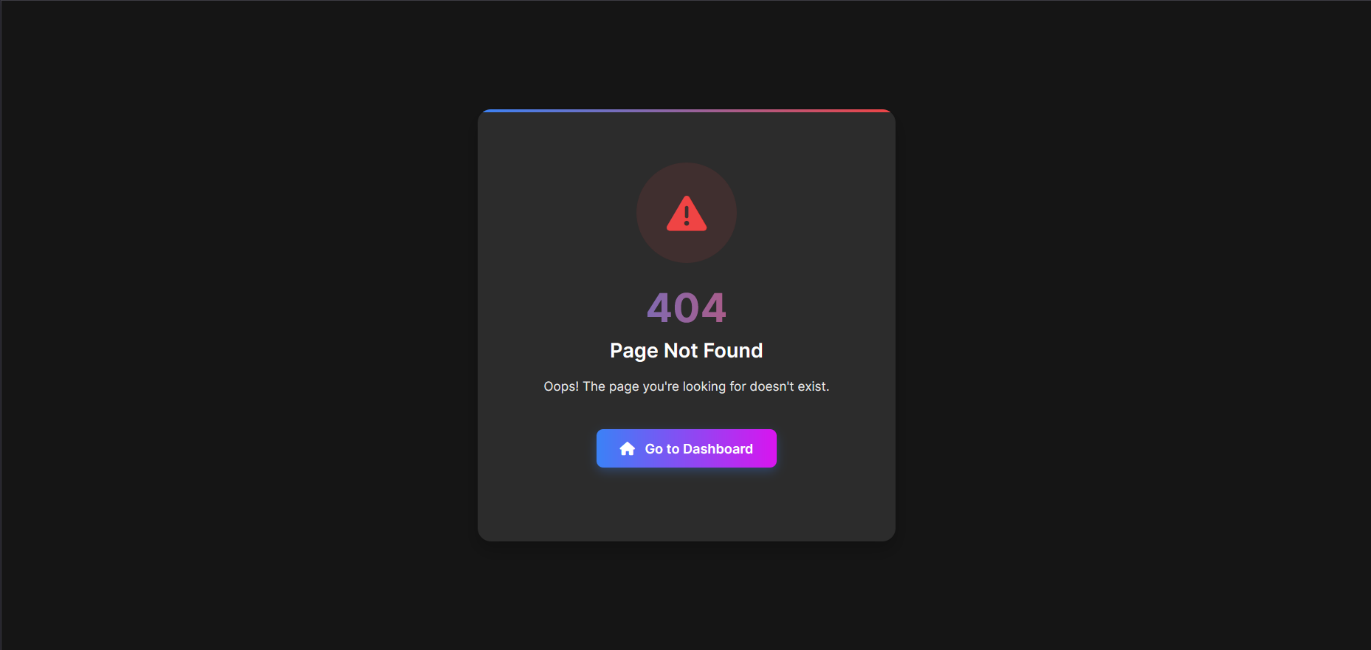 404
Page Not Found
Oops! The page you're looking for doesn't exist.
Go to Dashboard